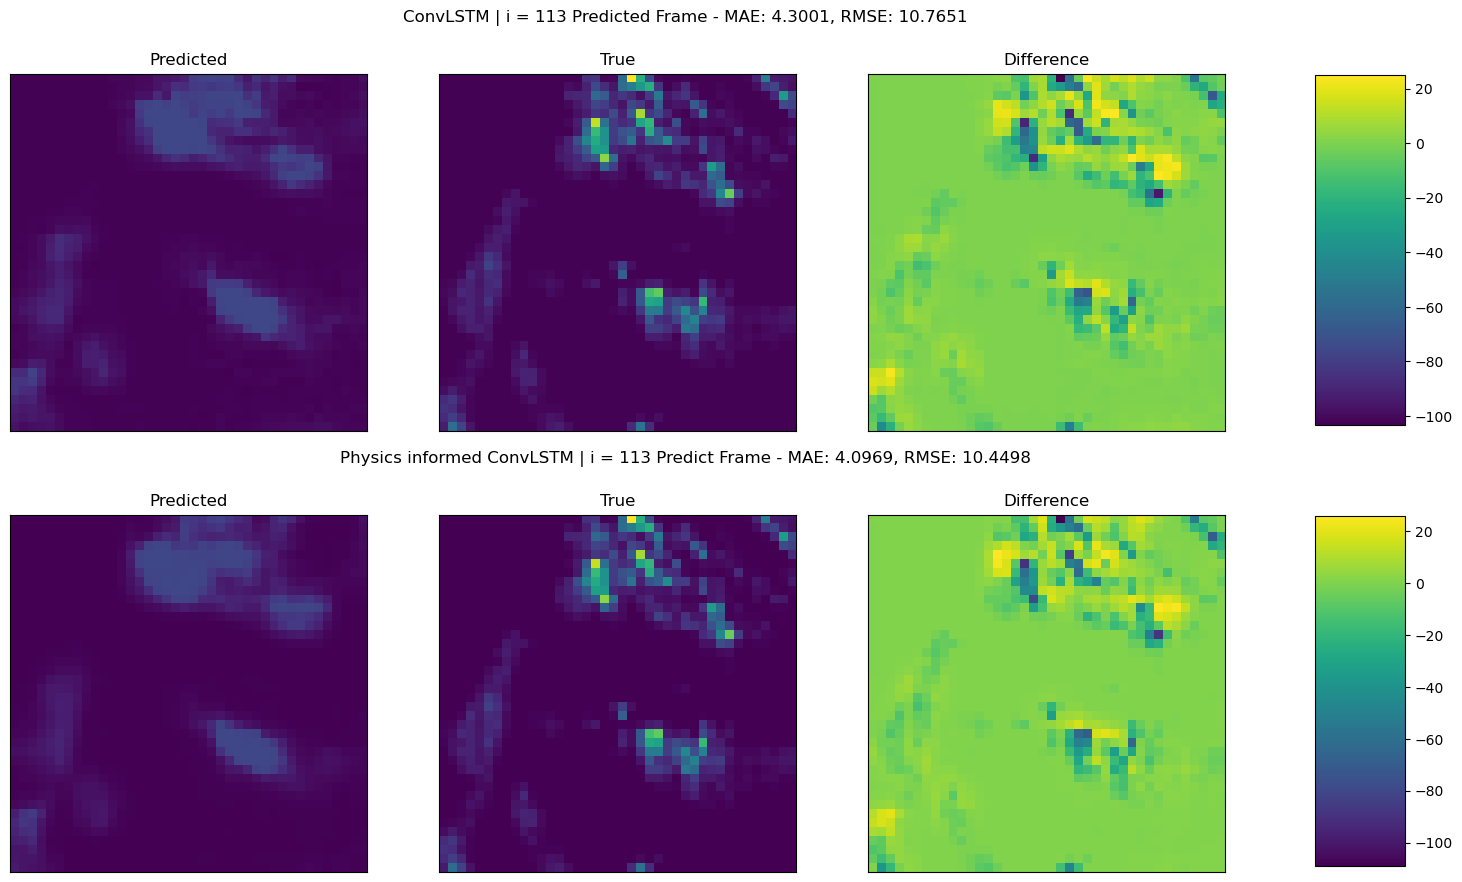 ConvLSTM | i = 113 Predicted Frame - MAE: 4.3001, RMSE: 10.7651
Predicted
True
Difference
20
0
−20
−40
−60
−80
−100
Physics informed ConvLSTM | i = 113 Predict Frame - MAE: 4.0969, RMSE: 10.4498
Predicted
True
Difference
20
0
−20
−40
−60
−80
−100